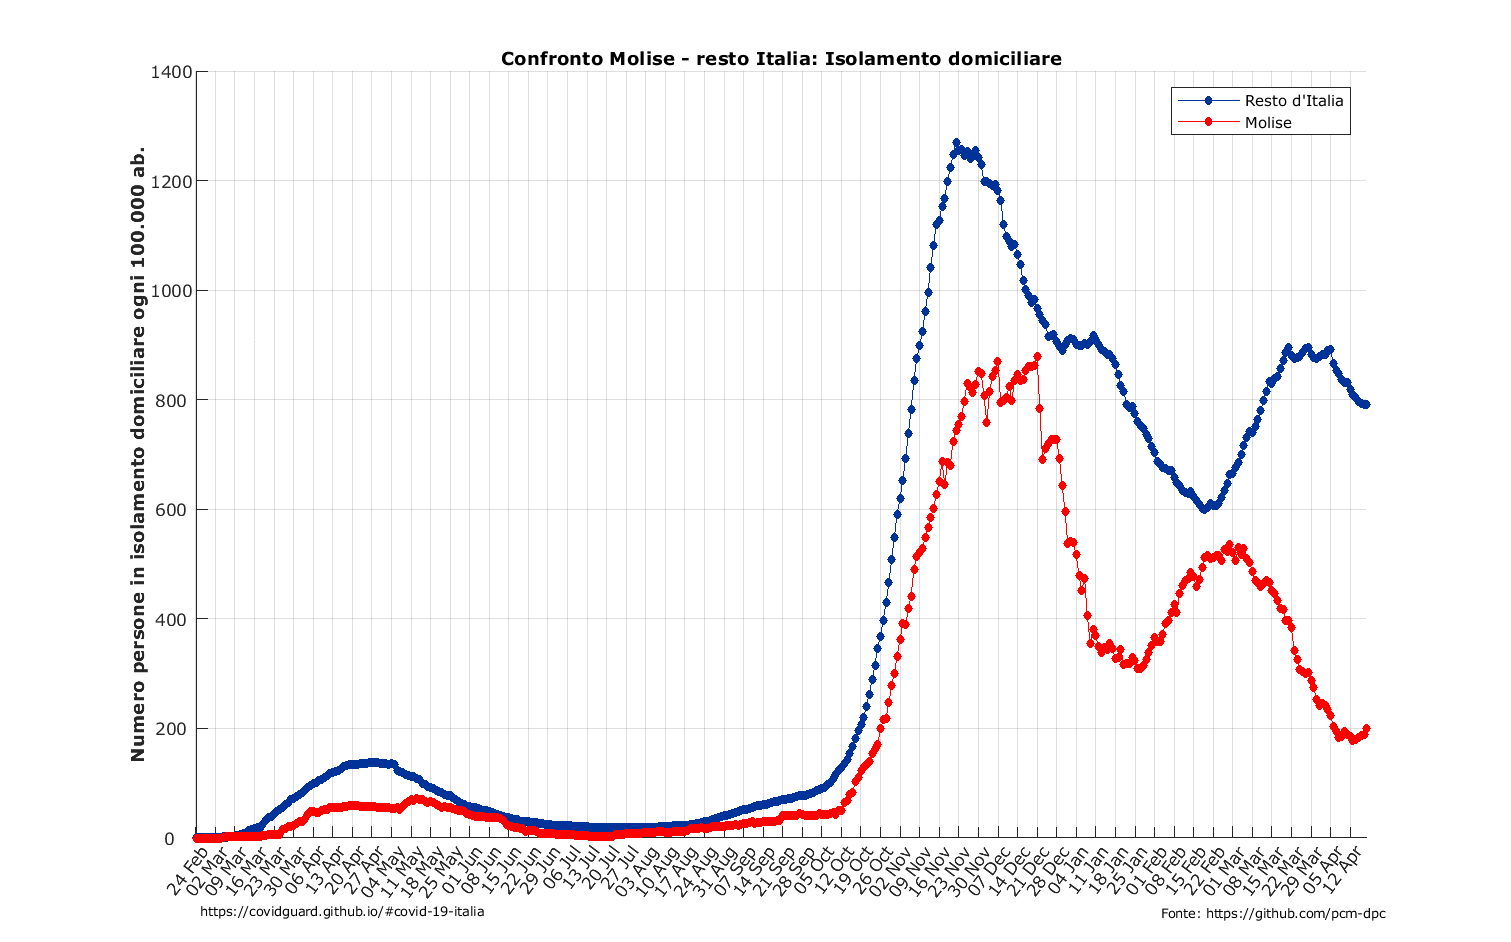 Confronto Molise - resto Italia: Isolamento domiciliare
Numero persone in isolamento domiciliare ogni 100.000 ab.
1400
1200
1000
800
600
400
200
0
Resto d'Italia
Molise
24 Feb
02 Mar
09 Mar
16 Mar
23 Mar
30 Mar
06 Apr
13 Apr
20 Apr
27 Apr
04 May
11 May
18 May
25 May
01 Jun
08 Jun
15 Jun
22 Jun
29 Jun
06 Jul
13 Jul
20 Jul
27 Jul
03 Aug
10 Aug
17 Aug
24 Aug
31 Aug
07 Sep
14 Sep
21 Sep
28 Sep
05 Oct
12 Oct
19 Oct
26 Oct
02 Nov
09 Nov
16 Nov
23 Nov
30 Nov
07 Dec
14 Dec
21 Dec
28 Dec
04 Jan
11 Jan
18 Jan
25 Jan
01 Feb
08 Feb
15 Feb
22 Feb
01 Mar
08 Mar
15 Mar
22 Mar
29 Mar
05 Apr
12 Apr
https://covidguard.github.io/#covid-19-italia
Fonte: https://github.com/pcm-dpc